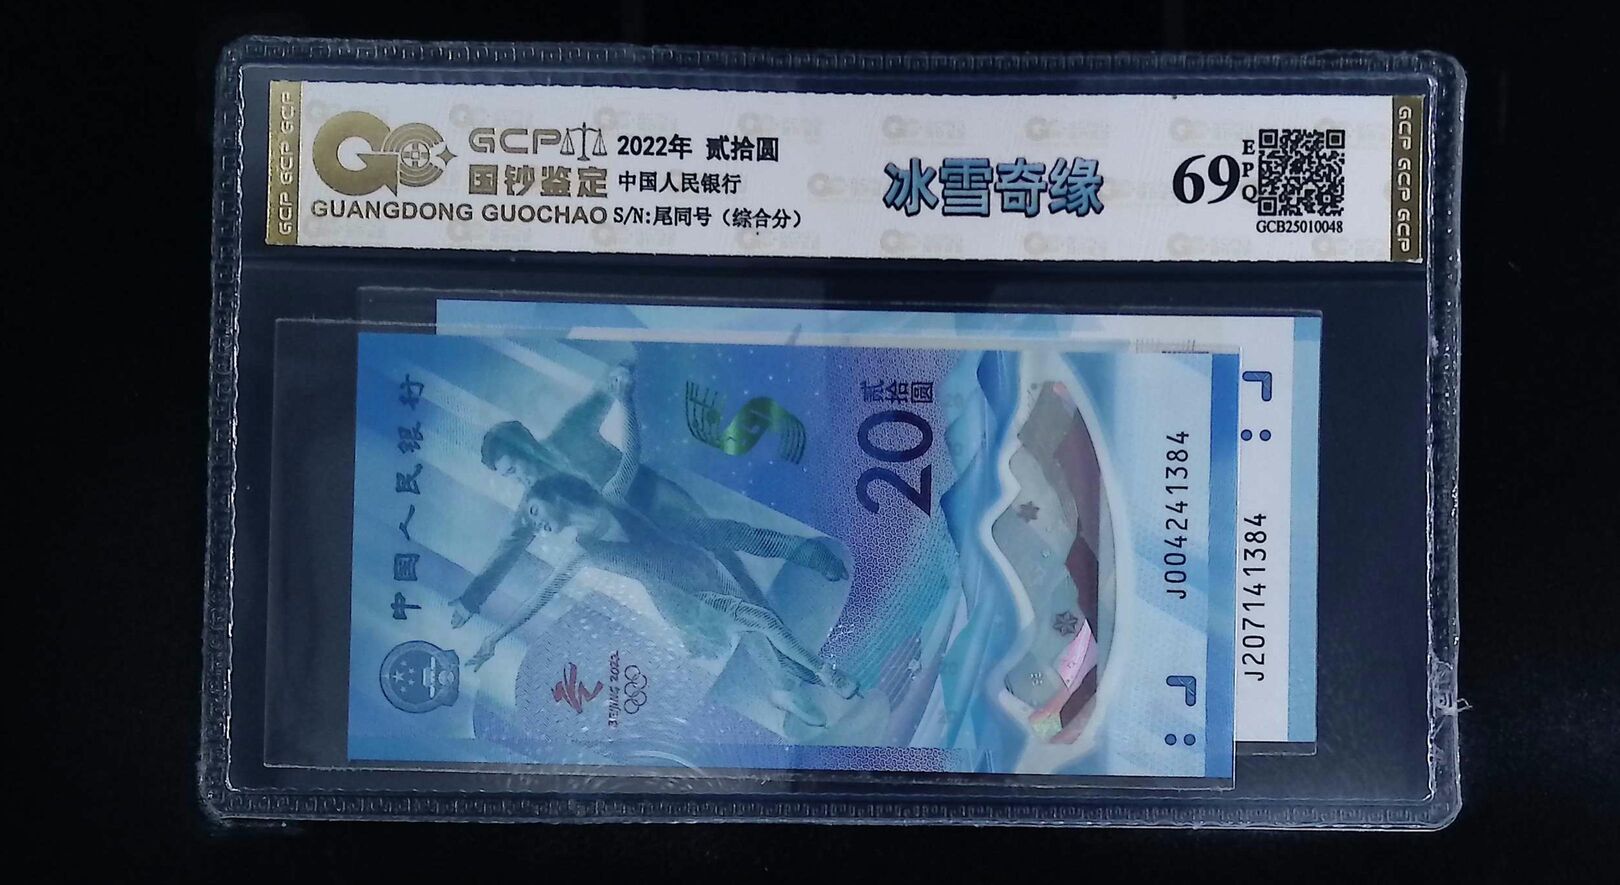 GCP
国钞鉴定
GUANGDONG GUOCHAO
2022年 贰拾圆
中国人民银行
S/N:尾同号（综合分）
冰雪奇缘
69
EPQ
GCB25010048
GCP GCP GCP
GCP GCP GCP
中国人民银行
贰拾圆
20
BEIJING 2022
J004241384
J207141384